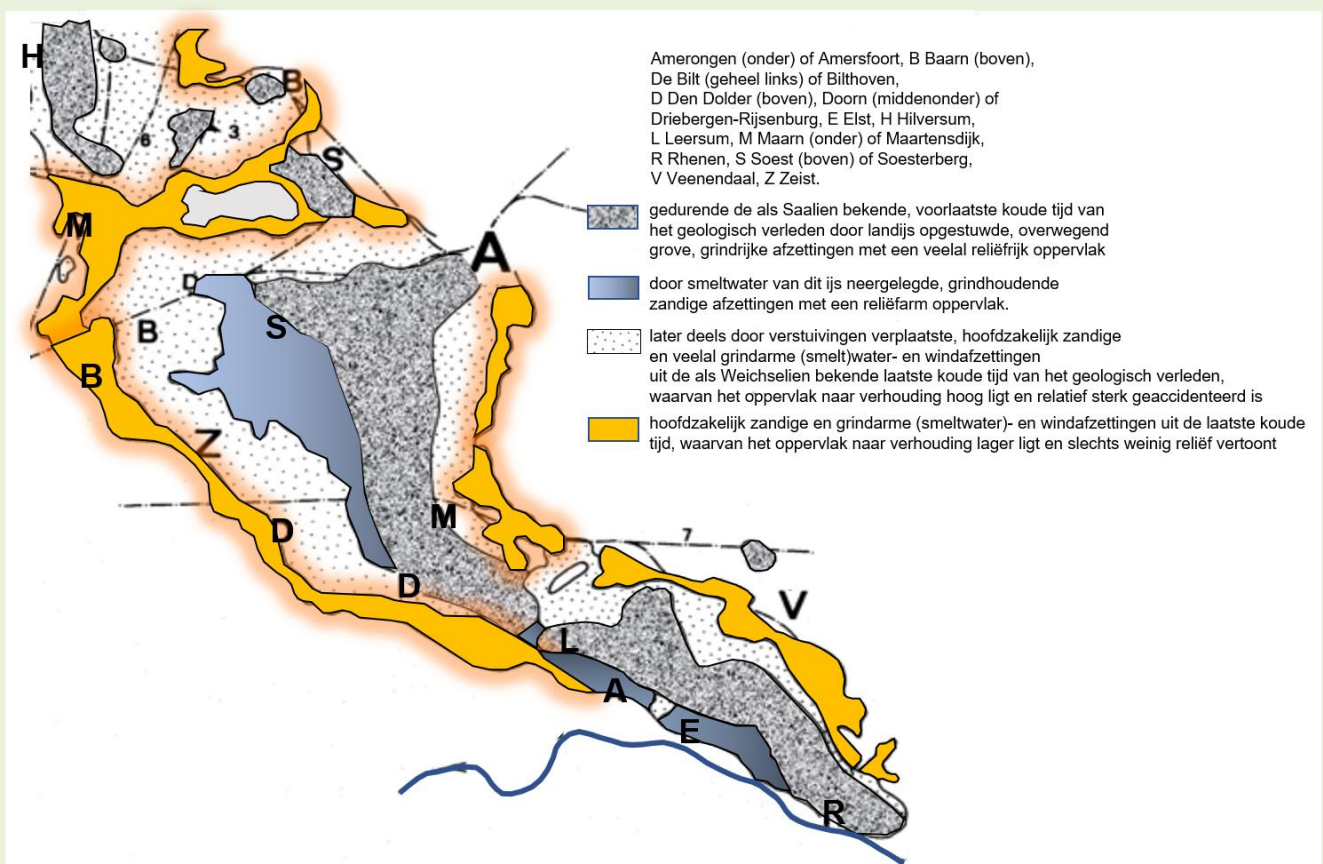 Amerongen (onder) of Amersfoort, B Baarn (boven),
De Bilt (geheel links) of Bilthoven,
D Den Dolder (boven), Doorn (middenonder) of
Driebergen-Rijsenburg, E Elst, H Hilversum,
L Leersum, M Maarn (onder) of Maartensdijk,
R Rhenen, S Soest (boven) of Soesterberg,
V Veenendaal, Z Zeist.
gedurende de als Saalien bekende, voorlaatste koude tijd van
het geologisch verleden door landijs opgestuwde, overwegend
grove, grindrijke afzettingen met een veelal reliëfrijk oppervlak
door smeltwater van dit ijs neergelegde, grindhoudende
zandige afzettingen met een reliëfarm oppervlak.
later deels door verstuivingen verplaatste, hoofdzakelijk zandige
en veelal grindarme (smelt)water- en windafzettingen
uit de als Weichselien bekende laatste koude tijd van het geologisch verleden,
waarvan het oppervlak naar verhouding hoog ligt en relatief sterk geaccidenteerd is
hoofdzakelijk zandige en grindarme (smeltwater)- en windafzettingen uit de laatste koude
tijd, waarvan het oppervlak naar verhouding lager ligt en slechts weinig reliëf vertoont
H
B
6
3
S
M
A
D
B
S
B
Z
M
D
7
D
V
L
A
E
R